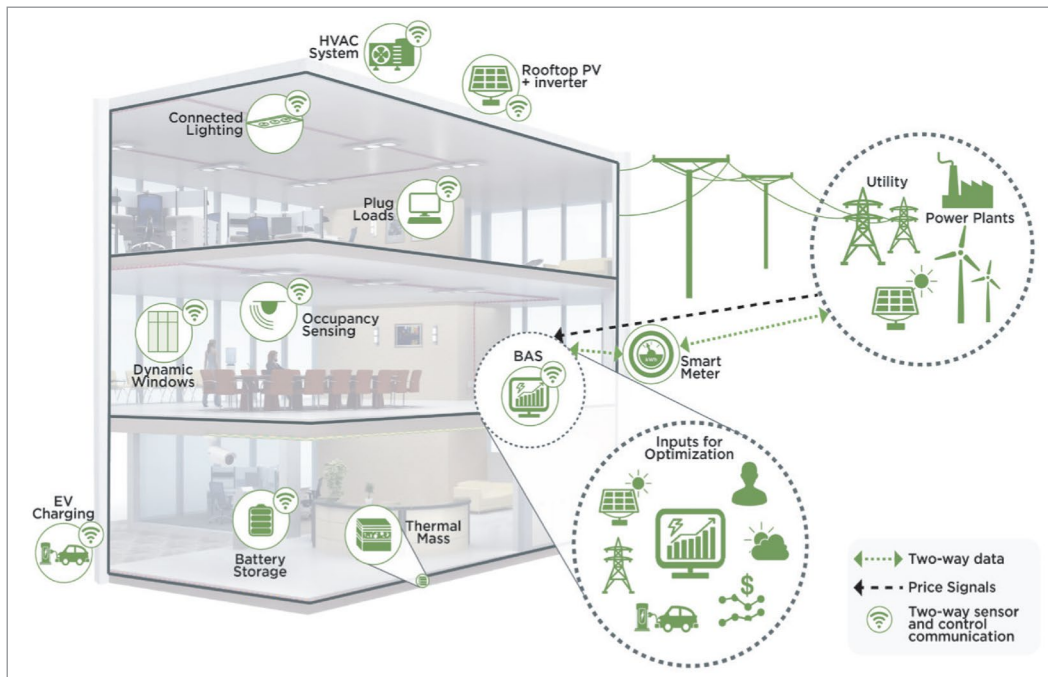 HVAC
System
Rooftop PV
+ inverter
Connected
Lighting
Plug
Loads
Utility
Power Plants
Occupancy
Sensing
Dynamic
Windows
BAS
Smart
Meter
Inputs for
Optimization
$
EV
Charging
Battery
Storage
Thermal
Mass
Two-way data
Price Signals
Two-way sensor
and control
communication